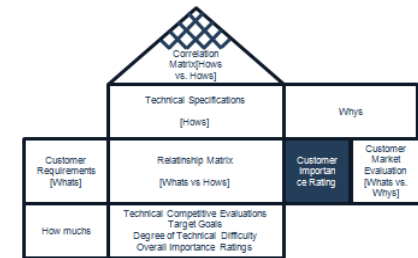 Correlation
Matrix[Hows
vs. Hows]
Technical Specifications
[Hows]
Whys
Customer
Requirements
[Whats]
Relatinship Matrix
[Whats vs Hows]
Customer
Importan
ce Rating
Customer
Market
Evaluation
[Whats vs.
Whys]
How muchs
Technical Competitive Evaluations
Target Goals
Degree of Technical Difficulty
Overall Importance Ratings